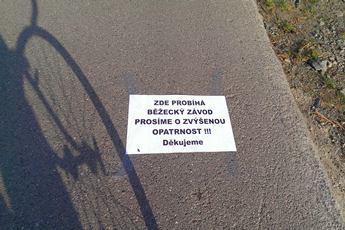 ZDE PROBÍHÁ
BĚŽECKÝ ZÁVOD
PROSÍME O ZVÝŠENOU
OPATRNOST !!!
Děkujeme